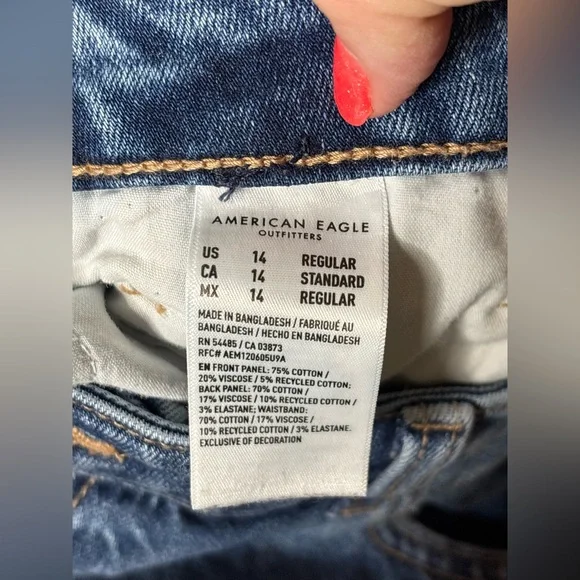 AMERICAN EAGLE
OUTFITTERS
US 14 REGULAR
CA 14 STANDARD
MX 14 REGULAR
MADE IN BANGLADESH / FABRIQUÉ AU
BANGLADESH / HECHO EN BANGLADESH
RN 54485 / CA 03873
RFC# AEM120605U9A
EN FRONT PANEL: 75% COTTON /
20% VISCOSE / 5% RECYCLED COTTON;
BACK PANEL: 70% COTTON /
17% VISCOSE / 10% RECYCLED COTTON /
3% ELASTANE; WAISTBAND:
70% COTTON / 17% VISCOSE /
10% RECYCLED COTTON / 3% ELASTANE.
EXCLUSIVE OF DECORATION